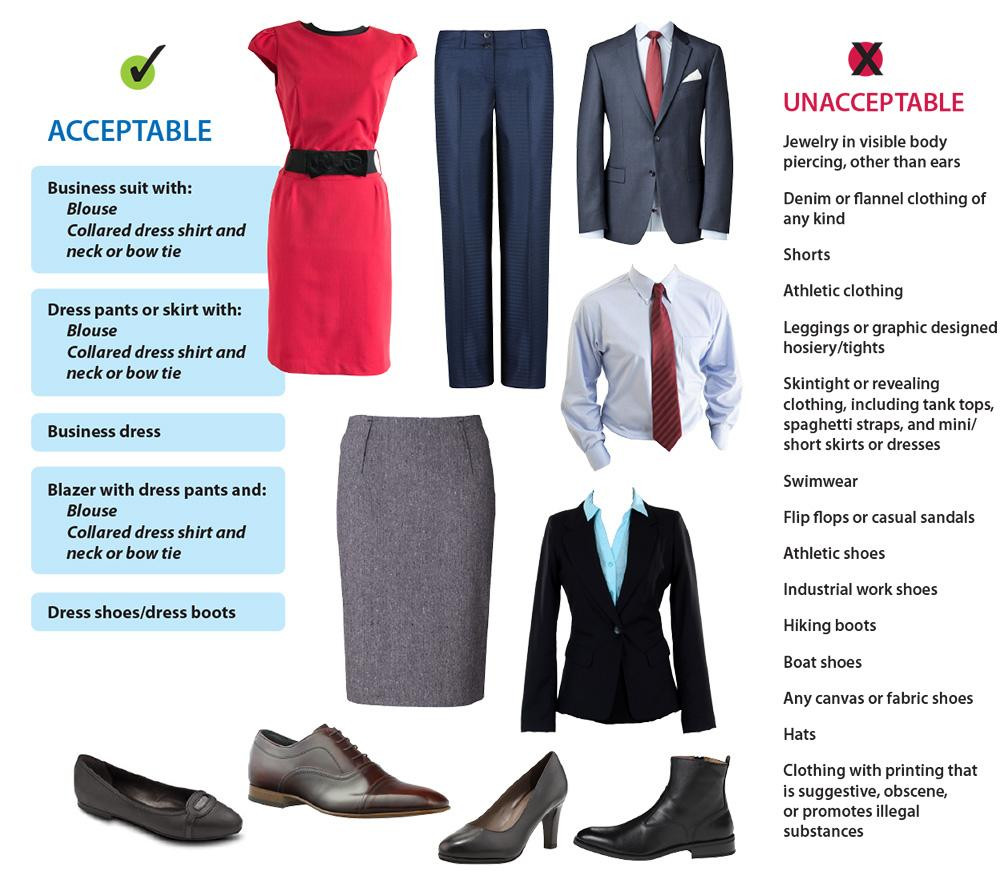 ACCEPTABLE
Business suit with:
Blouse
Collared dress shirt and
neck or bow tie
Dress pants or skirt with:
Blouse
Collared dress shirt and
neck or bow tie
Business dress
Blazer with dress pants and:
Blouse
Collared dress shirt and
neck or bow tie
Dress shoes/dress boots
X
UNACCEPTABLE
Jewelry in visible body
piercing, other than ears
Denim or flannel clothing of
any kind
Shorts
Athletic clothing
Leggings or graphic designed
hosiery/tights
Skintight or revealing
clothing, including tank tops,
spaghetti straps, and mini/
short skirts or dresses
Swimwear
Flip flops or casual sandals
Athletic shoes
Industrial work shoes
Hiking boots
Boat shoes
Any canvas or fabric shoes
Hats
Clothing with printing that
is suggestive, obscene,
or promotes illegal
substances